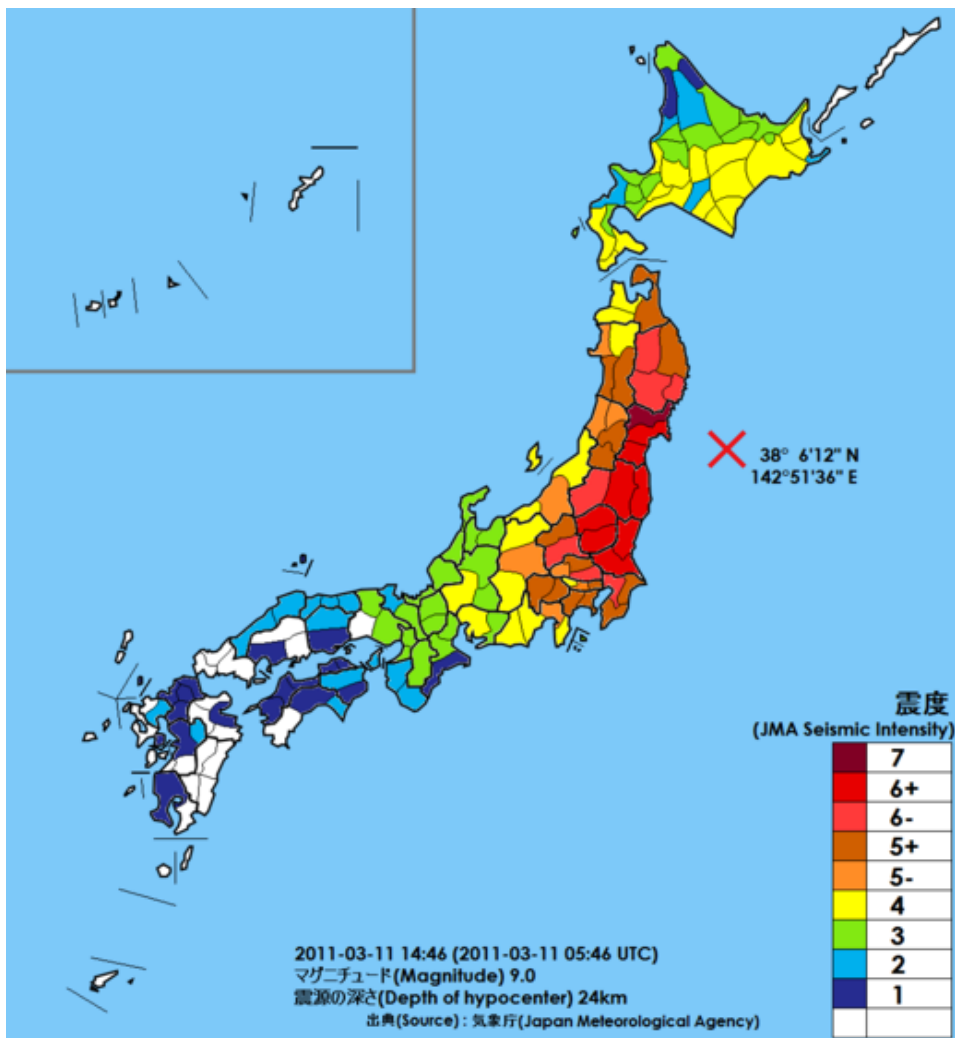 38° 6'12" N
142°51'36" E
震度
(JMA Seismic Intensity)
7
6+
6-
5+
5-
4
3
2
1
2011-03-11 14:46 (2011-03-11 05:46 UTC)
マグニチュード(Magnitude) 9.0
震源の深さ(Depth of hypocenter) 24km
出典(Source) : 気象庁(Japan Meteorological Agency)